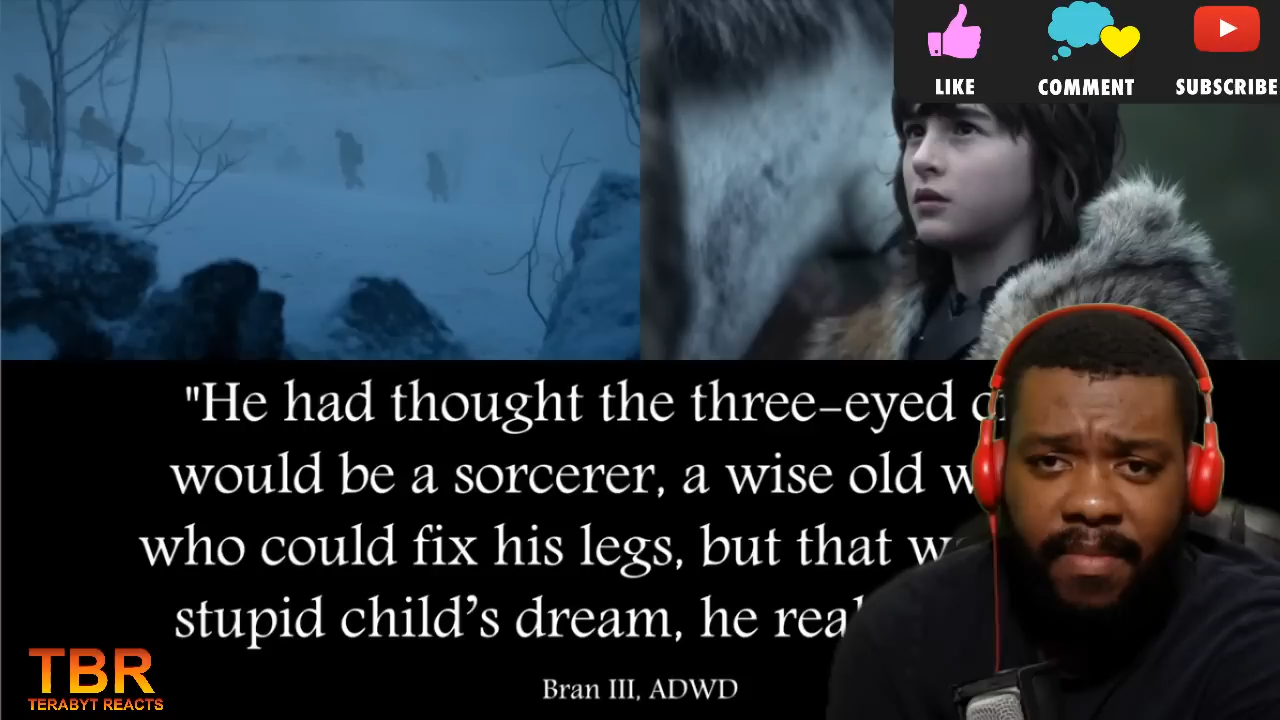 LIKE
COMMENT
SUBSCRIBE
"He had thought the three-eyed
would be a sorcerer, a wise old
who could fix his legs, but that
stupid child’s dream, he
Bran III, ADWD
TBR
TERABYT REACTS